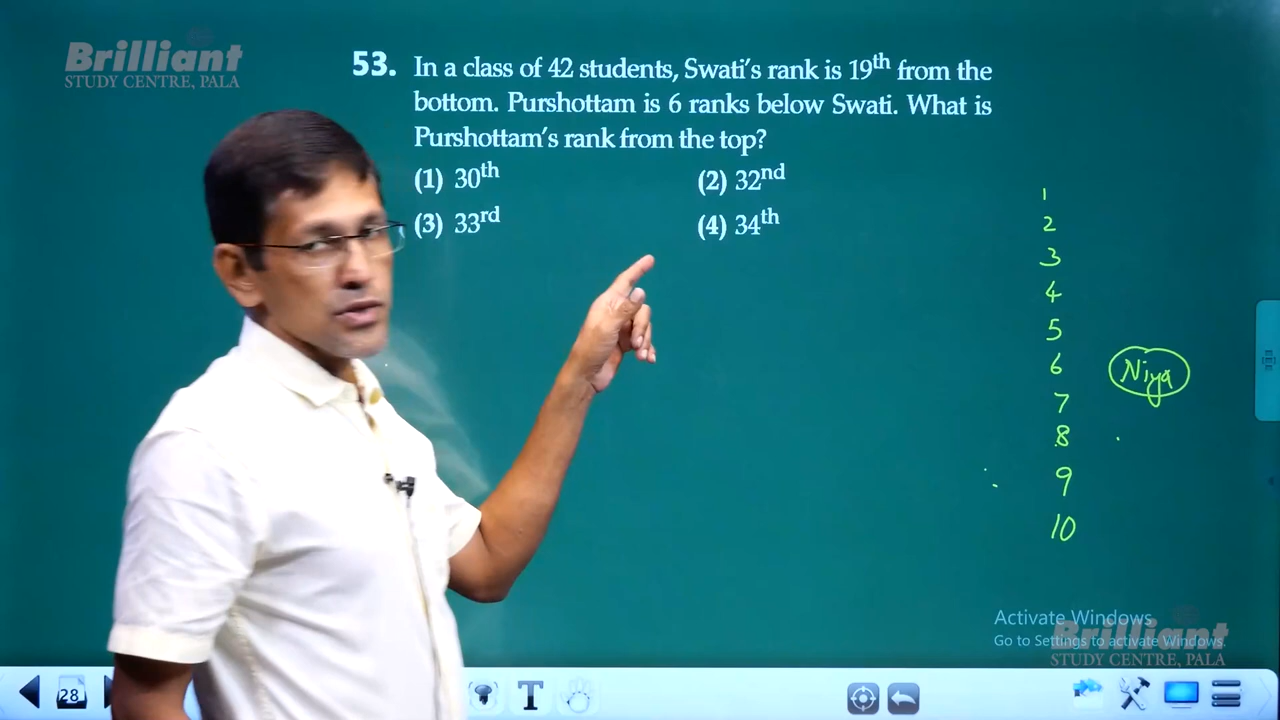 Brilliant
STUDY CENTRE, PALA
53. In a class of 42 students, Swati's rank is 19th from the
bottom. Purshottam is 6 ranks below Swati. What is
Purshottam's rank from the top?
(1) 30th (2) 32nd
(3) 33rd (4) 34th
1
2
3
4
5
6 Niya
7
8
9
10
Activate Windows
Go to Settings to activate Windows.
Brilliant
STUDY CENTRE, PALA
28 T